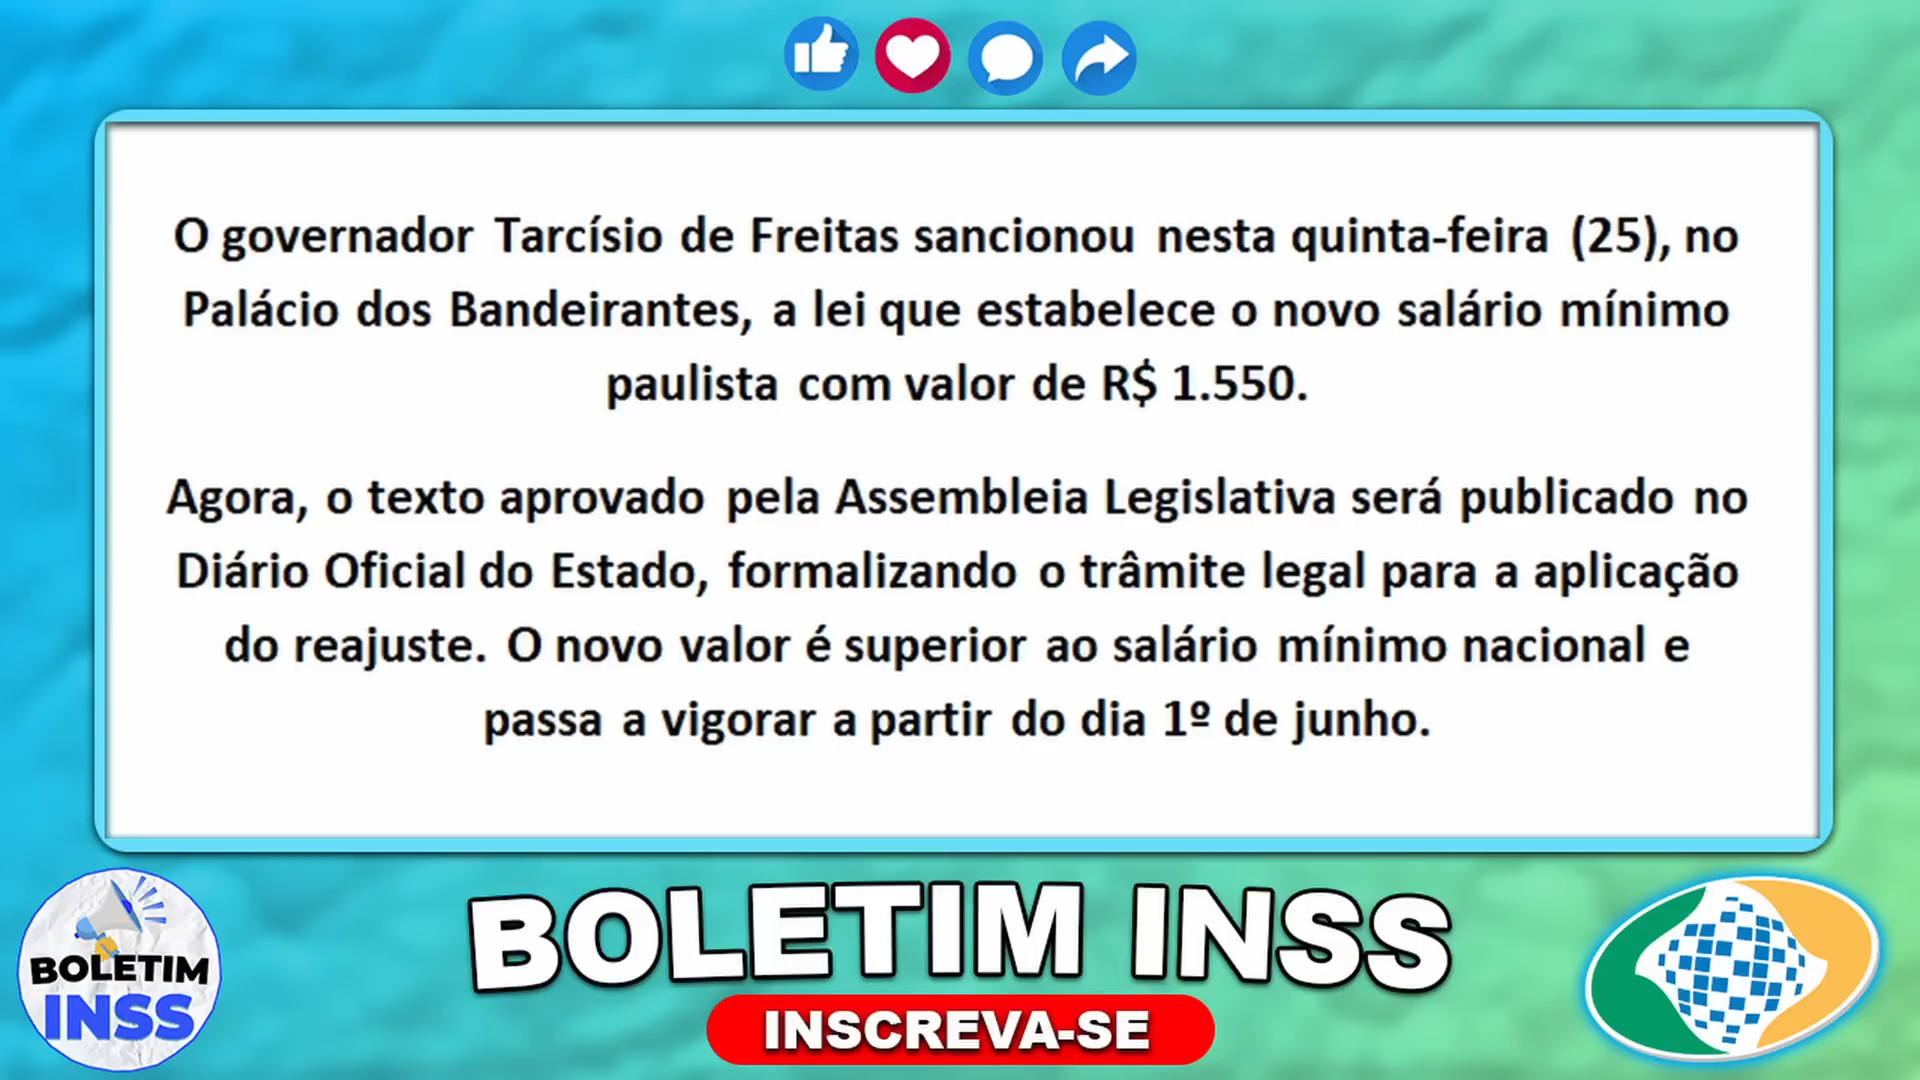 O governador Tarcísio de Freitas sancionou nesta quinta-feira (25), no
Palácio dos Bandeirantes, a lei que estabelece o novo salário mínimo
paulista com valor de R$ 1.550.
Agora, o texto aprovado pela Assembleia Legislativa será publicado no
Diário Oficial do Estado, formalizando o trâmite legal para a aplicação
do reajuste. O novo valor é superior ao salário mínimo nacional e
passa a vigorar a partir do dia 1º de junho.
BOLETIM
INSS
BOLETIM INSS
INSCREVA-SE